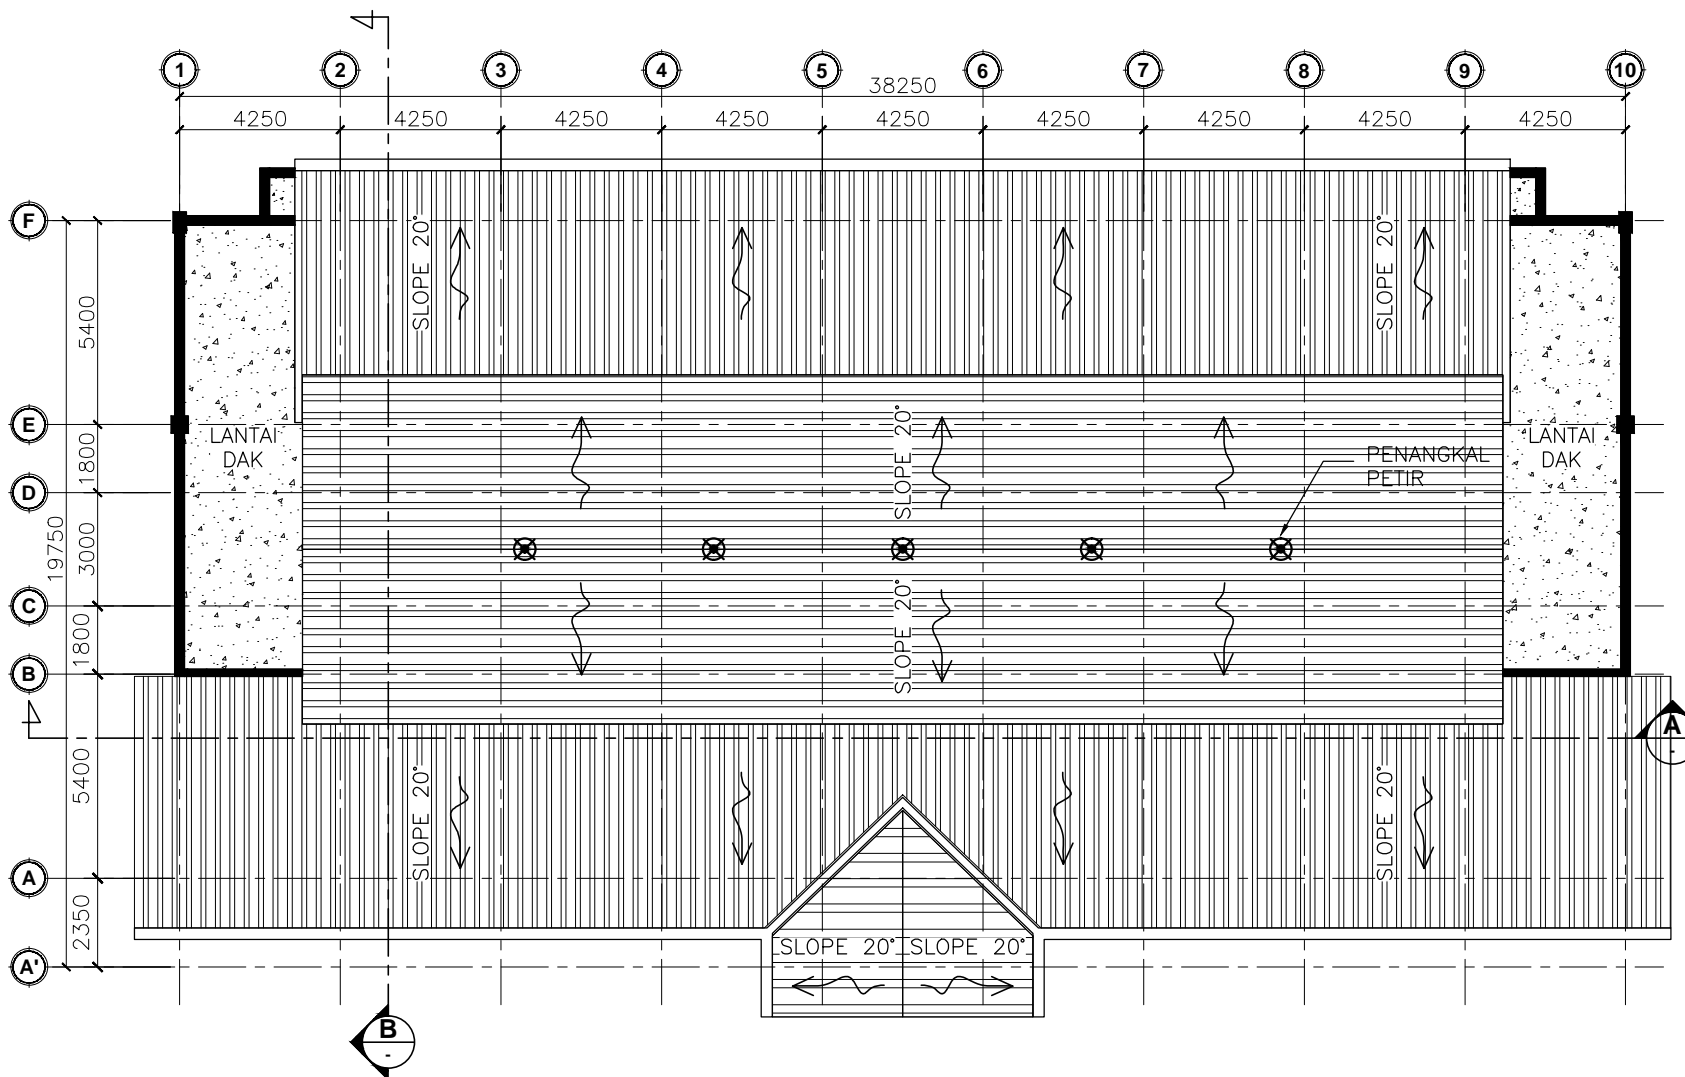 1 2 3 4 5 6 7 8 9 10
38250
4250 4250 4250 4250 4250 4250 4250 4250 4250
F
E
D
C
B
A
A'
5400
1800
3000
1800
5400
2350
19750
SLOPE 20°
SLOPE 20°
LANTAI
DAK
SLOPE 20°
PENANGKAL
PETIR
LANTAI
DAK
SLOPE 20°
SLOPE 20°
SLOPE 20°
A
-
SLOPE 20° SLOPE 20°
B
-